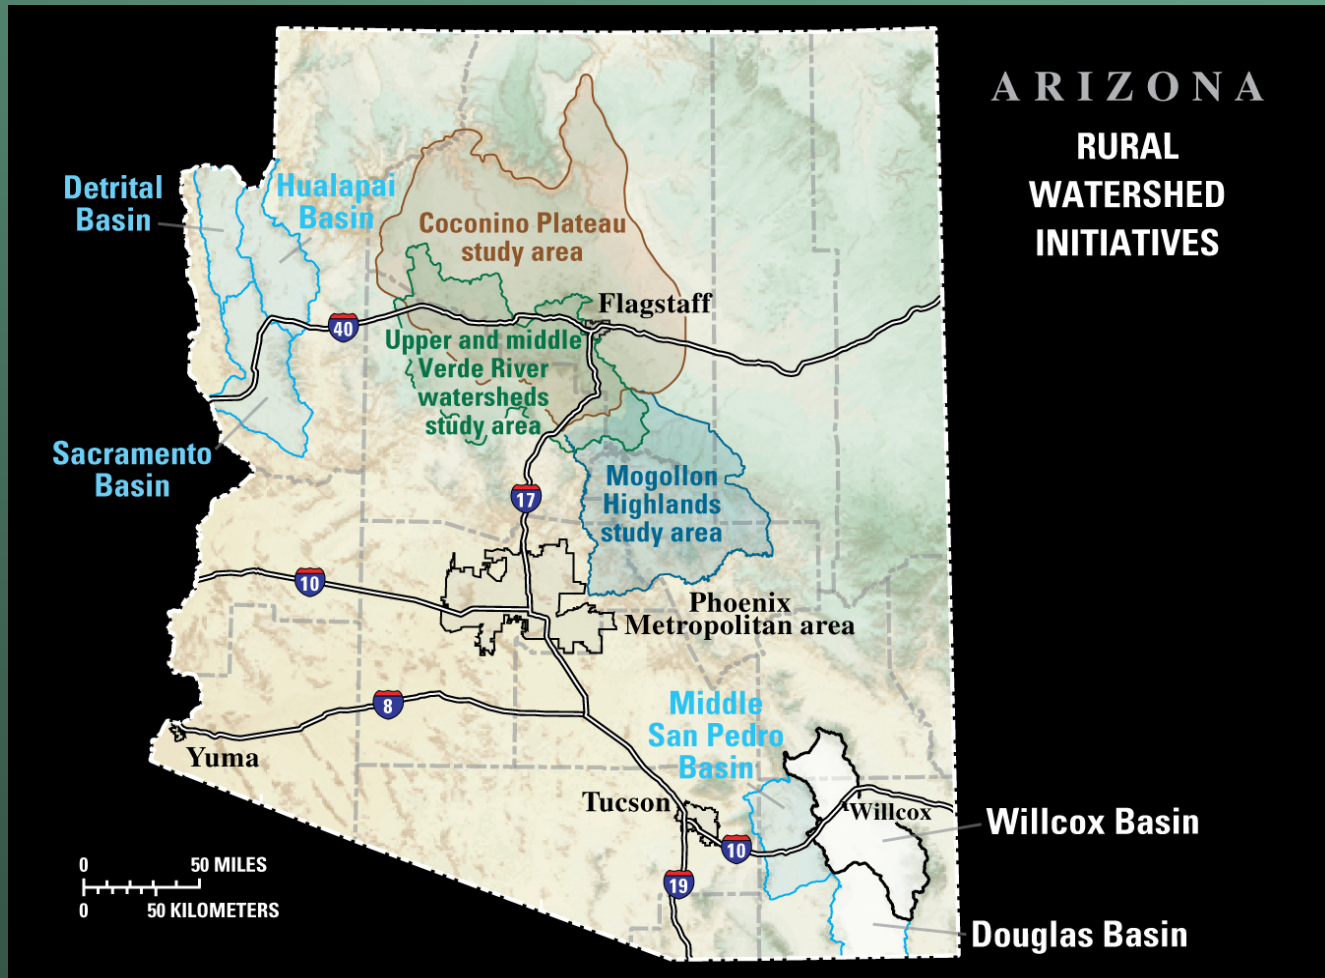 ARIZONA
RURAL
WATERSHED
INITIATIVES
Detrital
Basin
Hualapai
Basin
Coconino Plateau
study area
Flagstaff
40
Upper and middle
Verde River
watersheds
study area
Sacramento
Basin
Mogollon
Highlands
study area
17
10
Phoenix
Metropolitan area
8
Middle
San Pedro
Basin
Yuma
Tucson
Willcox
Willcox Basin
10
19
0 50 MILES
0 50 KILOMETERS
Douglas Basin